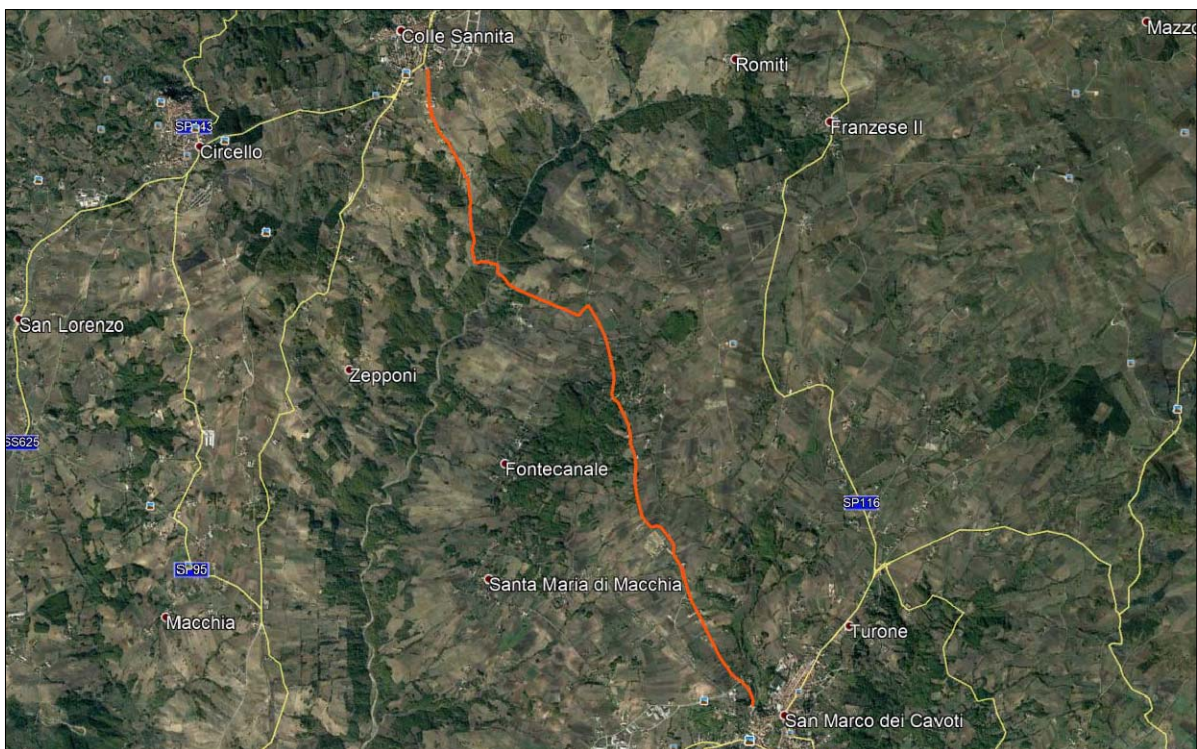 Colle Sannita
Mazzo
Romiti
Franzese II
SP143
Circello
San Lorenzo
Zepponi
SS625
Fontecanale
SP116
SP95
Santa Maria di Macchia
Macchia
Turone
San Marco dei Cavoti